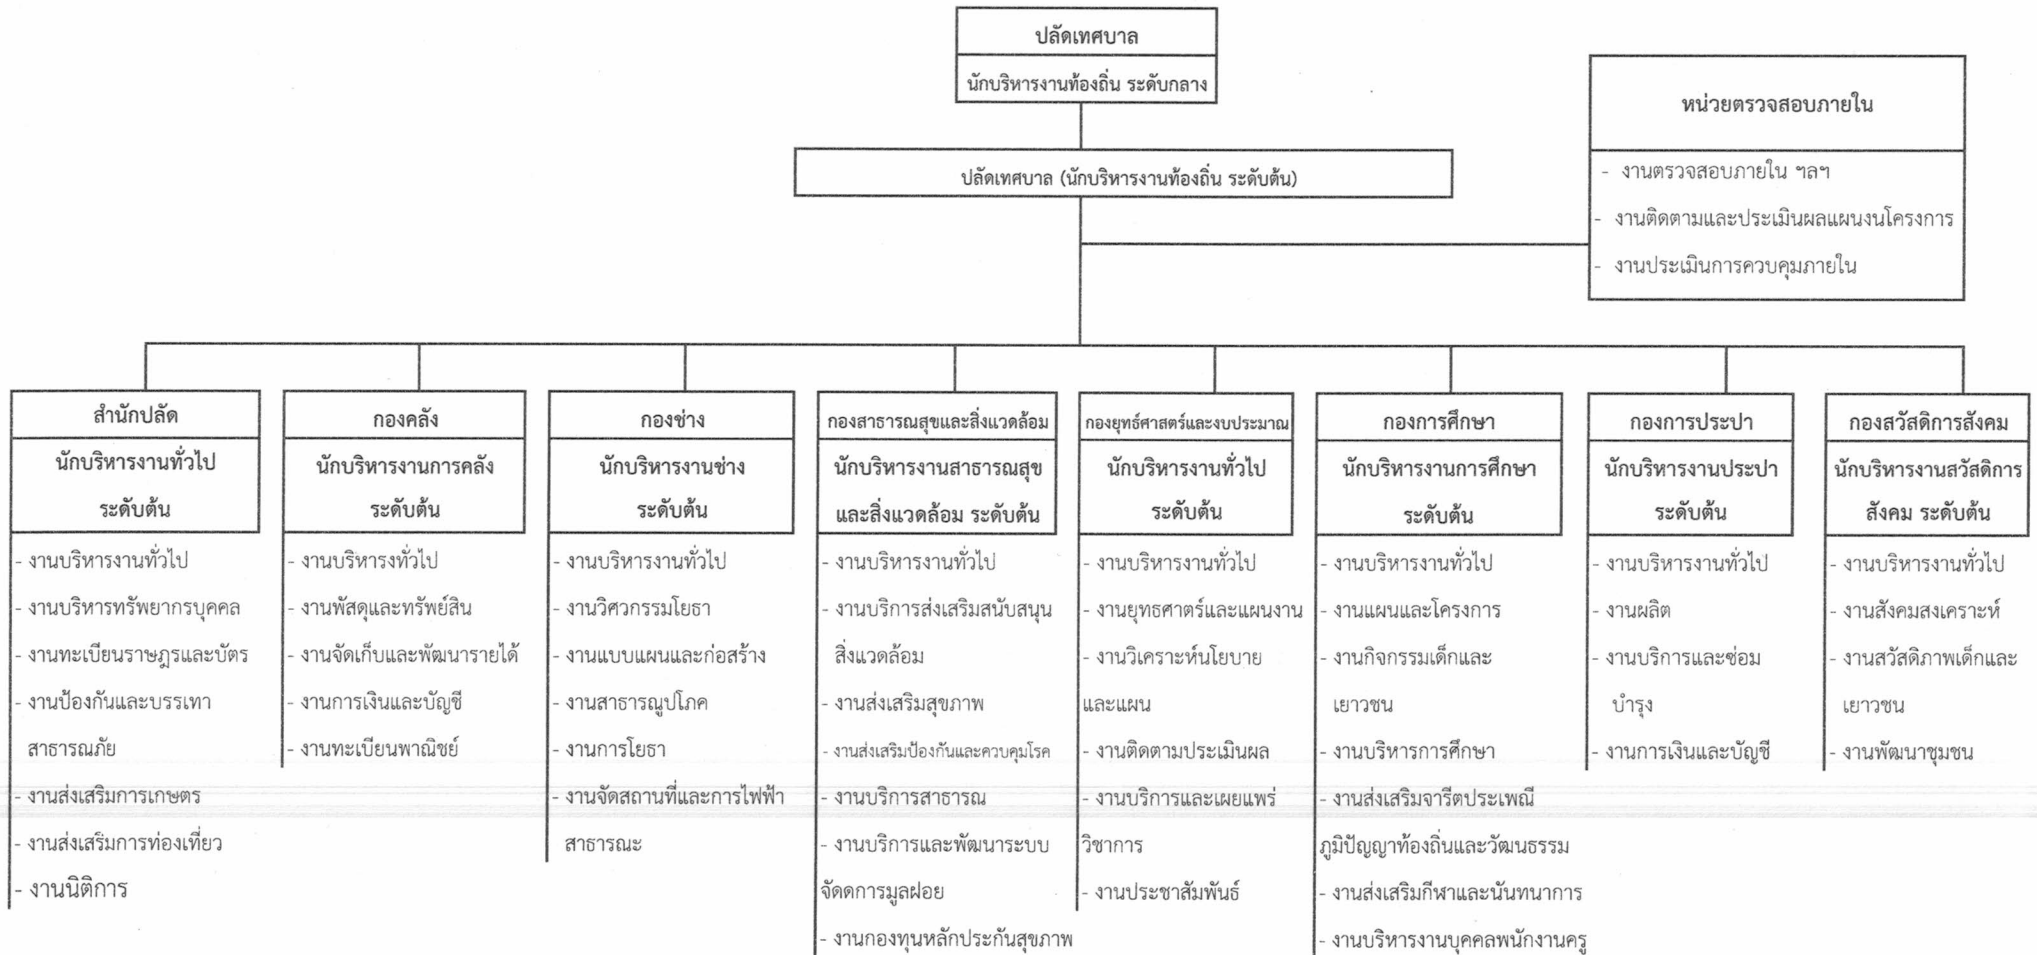 ปลัดเทศบาล
นักบริหารงานท้องถิ่น ระดับกลาง
ปลัดเทศบาล (นักบริหารงานท้องถิ่น ระดับต้น)
หน่วยตรวจสอบภายใน
- งานตรวจสอบภายใน ฯลฯ
- งานติดตามและประเมินผลแผนงนโครงการ
- งานประเมินการควบคุมภายใน
สำนักปลัด
นักบริหารงานทั่วไป
ระดับต้น
- งานบริหารงานทั่วไป
- งานบริหารทรัพยากรบุคคล
- งานทะเบียนราษฎรและบัตร
- งานป้องกันและบรรเทา
สาธารณภัย
- งานส่งเสริมการเกษตร
- งานส่งเสริมการท่องเที่ยว
- งานนิติการ
กองคลัง
นักบริหารงานการคลัง
ระดับต้น
- งานบริหารงทั่วไป
- งานพัสดุและทรัพย์สิน
- งานจัดเก็บและพัฒนารายได้
- งานการเงินและบัญชี
- งานทะเบียนพาณิชย์
กองช่าง
นักบริหารงานช่าง
ระดับต้น
- งานบริหารงานทั่วไป
- งานวิศวกรรมโยธา
- งานแบบแผนและก่อสร้าง
- งานสาธารณูปโภค
- งานการโยธา
- งานจัดสถานที่และการไฟฟ้า
สาธารณะ
กองสาธารณสุขและสิ่งแวดล้อม
นักบริหารงานสาธารณสุข
และสิ่งแวดล้อม ระดับต้น
- งานบริหารงานทั่วไป
- งานบริการส่งเสริมสนับสนุน
สิ่งแวดล้อม
- งานส่งเสริมสุขภาพ
- งานส่งเสริมป้องกันและควบคุมโรค
- งานบริการสาธารณ
- งานบริการและพัฒนาระบบ
จัดดการมูลฝอย
- งานกองทุนหลักประกันสุขภาพ
กองยุทธ์ศาสตร์และงบประมาณ
นักบริหารงานทั่วไป
ระดับต้น
- งานบริหารงานทั่วไป
- งานยุทธศาตร์และแผนงาน
- งานวิเคราะห์นโยบาย
และแผน
- งานติดตามประเมินผล
- งานบริการและเผยแพร่
วิชาการ
- งานประชาสัมพันธ์
กองการศึกษา
นักบริหารงานการศึกษา
ระดับต้น
- งานบริหารงานทั่วไป
- งานแผนและโครงการ
- งานกิจกรรมเด็กและ
เยาวชน
- งานบริหารการศึกษา
- งานส่งเสริมจารีตประเพณี
ภูมิปัญญาท้องถิ่นและวัฒนธรรม
- งานส่งเสริมกีฬาและนันทนาการ
- งานบริหารงานบุคคลพนักงานครู
กองการประปา
นักบริหารงานประปา
ระดับต้น
- งานบริหารงานทั่วไป
- งานผลิต
- งานบริการและซ่อม
บำรุง
- งานการเงินและบัญชี
กองสวัสดิการสังคม
นักบริหารงานสวัสดิการ
สังคม ระดับต้น
- งานบริหารงานทั่วไป
- งานสังคมสงเคราะห์
- งานสวัสดิภาพเด็กและ
เยาวชน
- งานพัฒนาชุมชน